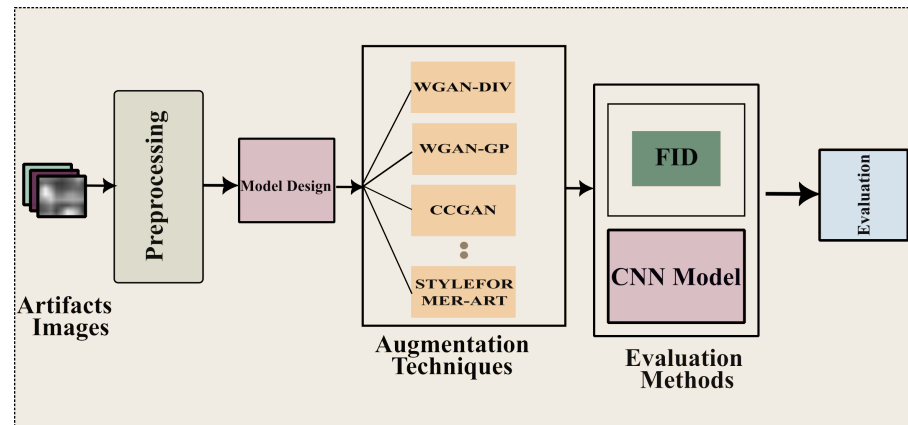 Artifacts
Images
Preprocessing
Model Design
WGAN-DIV
WGAN-GP
CCGAN
STYLEFOR
MER-ART
Augmentation
Techniques
FID
CNN Model
Evaluation
Methods
Evaluation